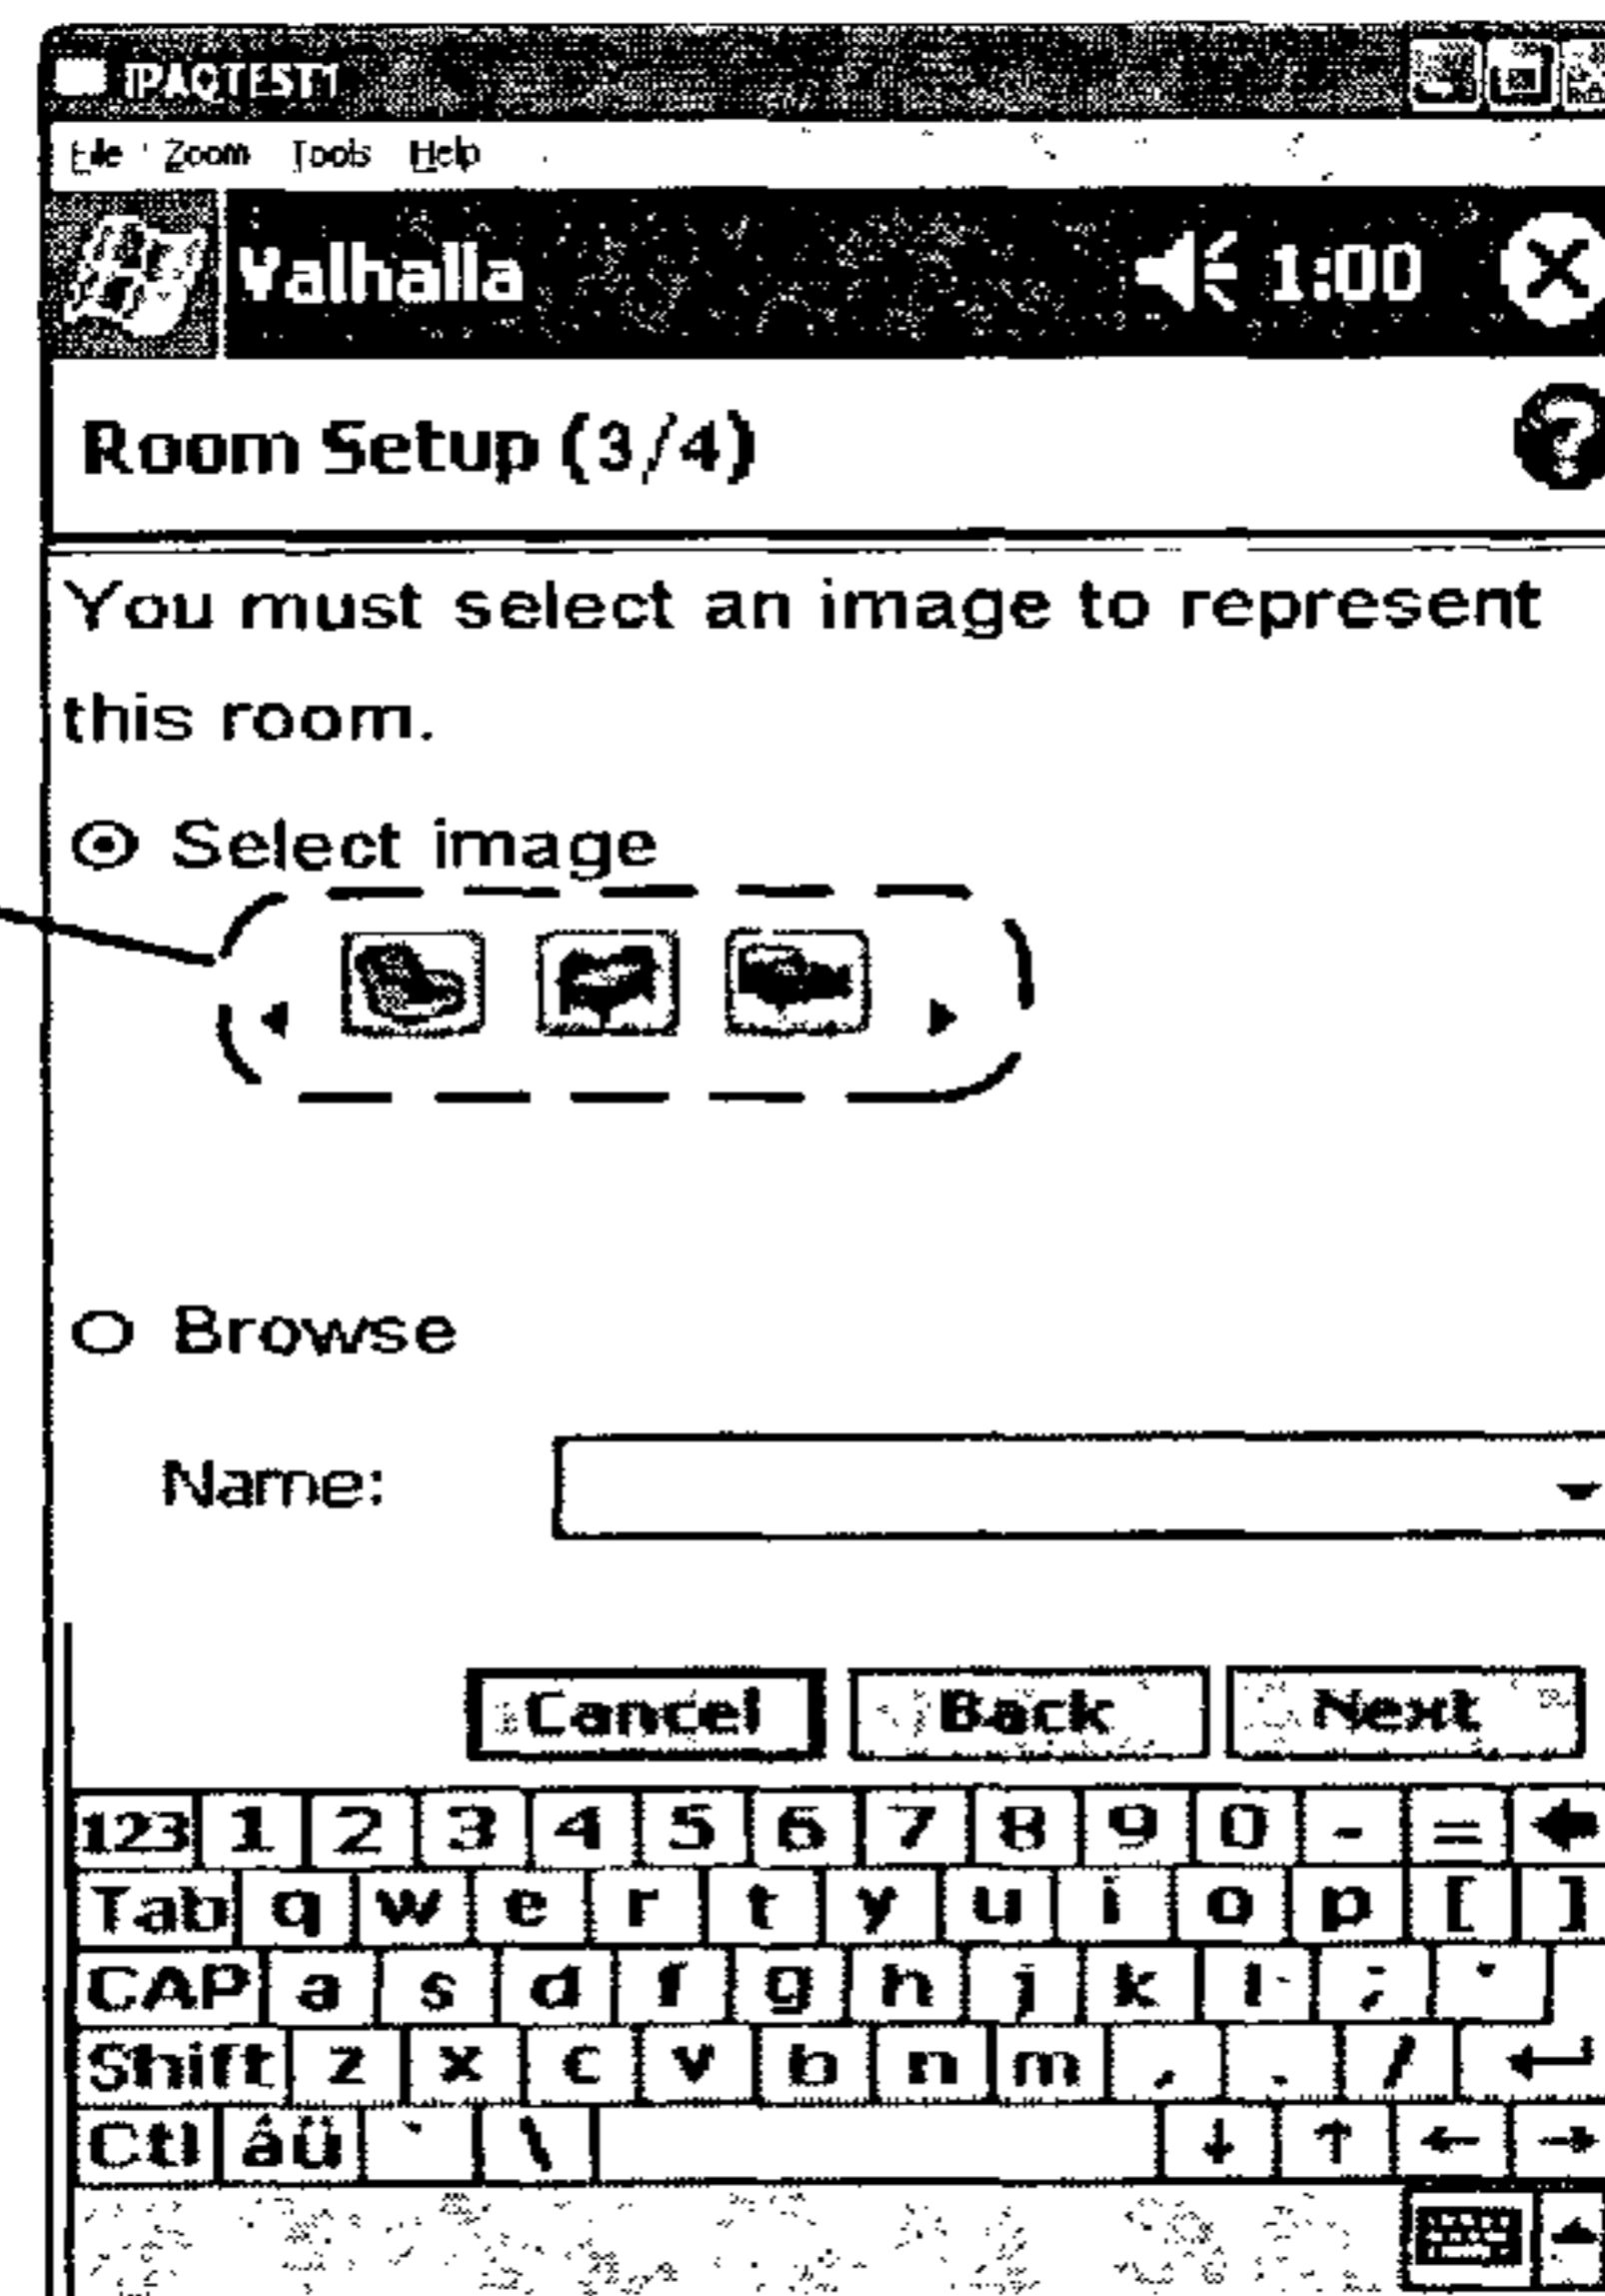 IPAQTEST1
File Zoom Tools Help
Valhalla 1:00
Room Setup (3/4) ?
You must select an image to represent
this room.
Select image
Browse
Name:
Cancel Back Next
123 1 2 3 4 5 6 7 8 9 0 - =
Tab q w e r t y u i o p [ ]
CAP a s d f g h j k l ; '
Shift z x c v b n m , . /
Ctl áü ` \ ↓ ↑ ← →